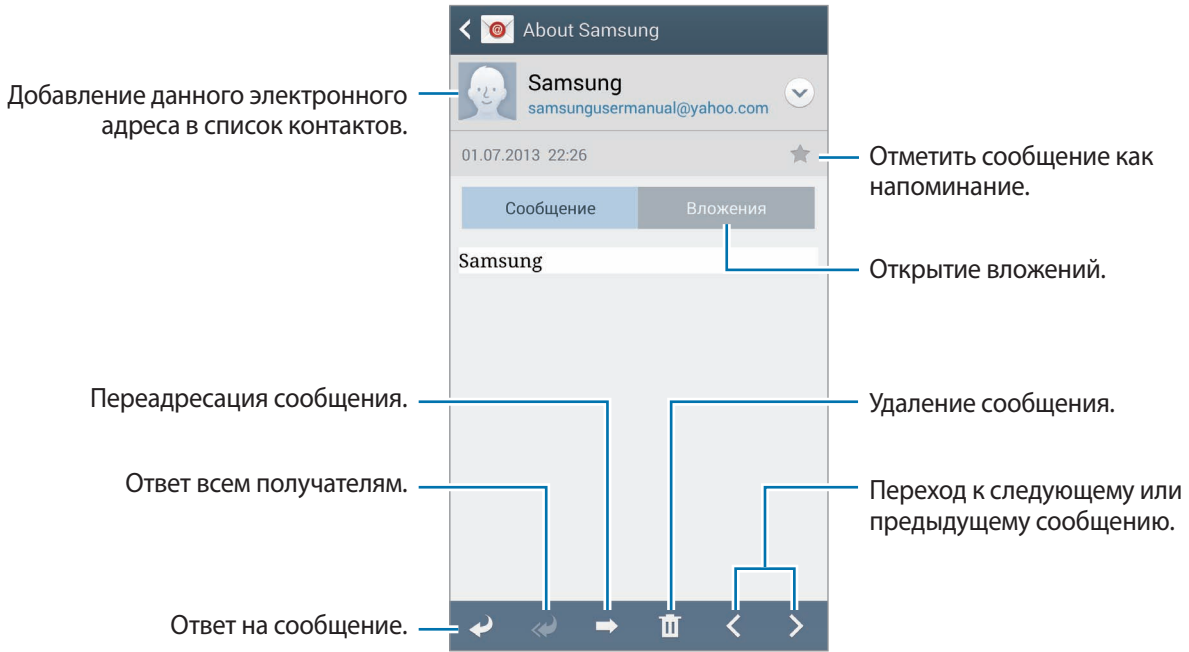 About Samsung
Добавление данного электронного
адреса в список контактов.
Samsung
samsungusermanual@yahoo.com
01.07.2013 22:26
Отметить сообщение как
напоминание.
Сообщение
Вложения
Samsung
Открытие вложений.
Переадресация сообщения.
Удаление сообщения.
Ответ всем получателям.
Переход к следующему или
предыдущему сообщению.
Ответ на сообщение.